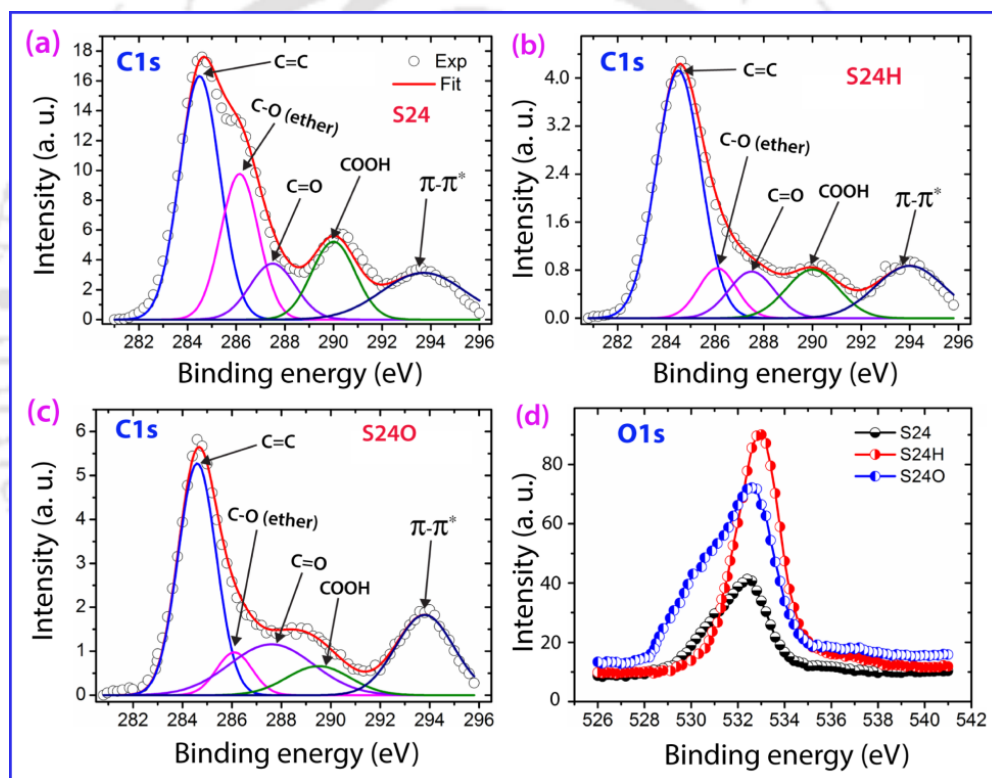 (a)
C1s
C=C
Exp
Fit
S24
C-O (ether)
C=O
COOH
π-π*
Intensity (a. u.)
18
16
14
12
10
8
6
4
2
0
282 284 286 288 290 292 294 296
Binding energy (eV)
(b)
C1s
C=C
S24H
C-O (ether)
C=O
COOH
π-π*
Intensity (a. u.)
4.0
3.2
2.4
1.6
0.8
0.0
282 284 286 288 290 292 294 296
Binding energy (eV)
(c)
C1s
S24O
C=C
C-O (ether)
C=O
COOH
π-π*
Intensity (a. u.)
6
5
4
3
2
1
0
282 284 286 288 290 292 294 296
Binding energy (eV)
(d)
O1s
S24
S24H
S24O
Intensity (a. u.)
80
60
40
20
0
526 528 530 532 534 536 538 540 542
Binding energy (eV)